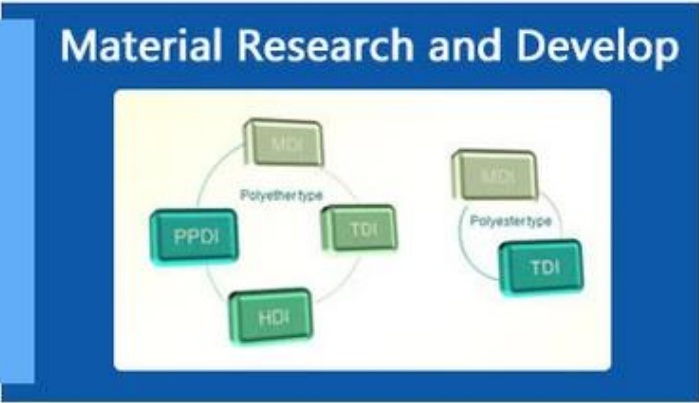 Material Research and Develop
MDI
Polyether type
PPDI
TDI
HDI
MDI
Polyester type
TDI